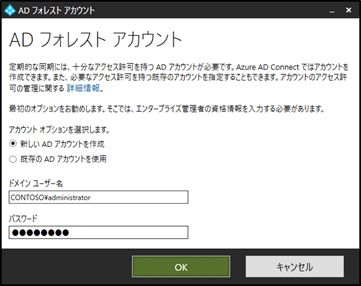 AD フォレスト アカウント
AD フォレスト アカウント
定期的な同期には、十分なアクセス許可を持つ AD アカウントが必要です。Azure AD Connect ではアカウントを
作成できます。また、必要なアクセス許可を持つ既存のアカウントを指定することもできます。アカウントのアクセス許
可の管理に関する 詳細情報。
最初のオプションをお勧めします。そこでは、エンタープライズ管理者の資格情報を入力する必要があります。
アカウント オプションを選択します。
新しい AD アカウントを作成
既存の AD アカウントを使用
ドメイン ユーザー名
CONTOSO¥administrator
パスワード
●●●●●●●●
OK
キャンセル